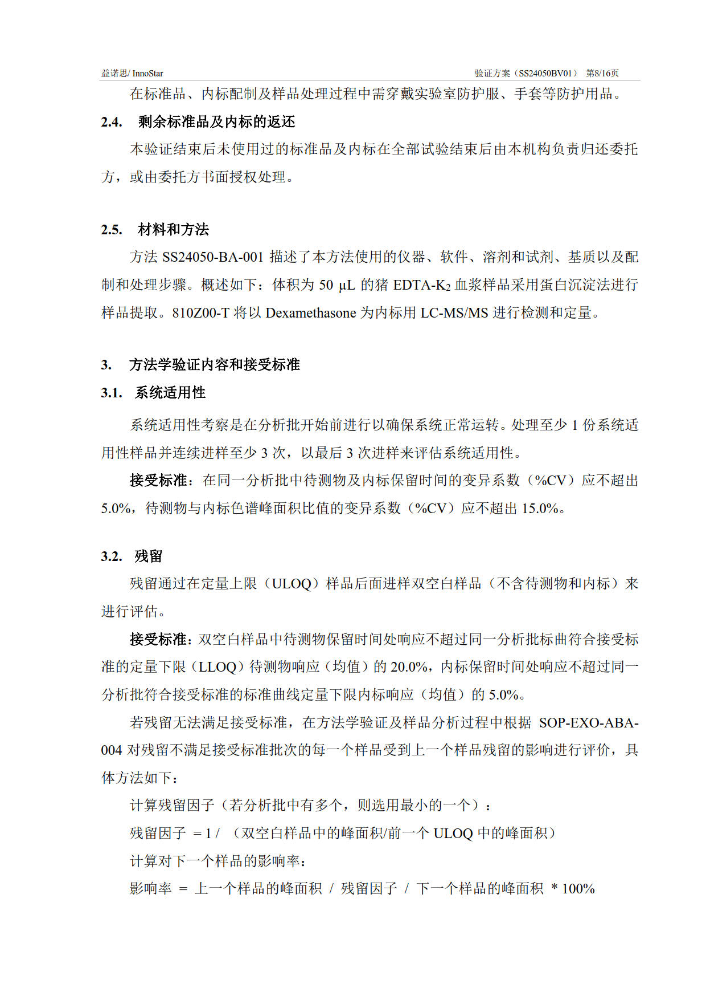 益诺思/ InnoStar 验证方案（SS24050BV01） 第8/16页
在标准品、内标配制及样品处理过程中需穿戴实验室防护服、手套等防护用品。
2.4. 剩余标准品及内标的返还
本验证结束后未使用过的标准品及内标在全部试验结束后由本机构负责归还委托
方，或由委托方书面授权处理。
2.5. 材料和方法
方法 SS24050-BA-001 描述了本方法使用的仪器、软件、溶剂和试剂、基质以及配
制和处理步骤。概述如下：体积为 50 µL 的猪 EDTA-K2 血浆样品采用蛋白沉淀法进行
样品提取。810Z00-T 将以 Dexamethasone 为内标用 LC-MS/MS 进行检测和定量。
3. 方法学验证内容和接受标准
3.1. 系统适用性
系统适用性考察是在分析批开始前进行以确保系统正常运转。处理至少 1 份系统适
用性样品并连续进样至少 3 次，以最后 3 次进样来评估系统适用性。
接受标准：在同一分析批中待测物及内标保留时间的变异系数（%CV）应不超出
5.0%，待测物与内标色谱峰面积比值的变异系数（%CV）应不超出 15.0%。
3.2. 残留
残留通过在定量上限（ULOQ）样品后面进样双空白样品（不含待测物和内标）来
进行评估。
接受标准：双空白样品中待测物保留时间处响应不超过同一分析批标曲符合接受标
准的定量下限（LLOQ）待测物响应（均值）的 20.0%，内标保留时间处响应不超过同一
分析批符合接受标准的标准曲线定量下限内标响应（均值）的 5.0%。
若残留无法满足接受标准，在方法学验证及样品分析过程中根据 SOP-EXO-ABA-
004 对残留不满足接受标准批次的每一个样品受到上一个样品残留的影响进行评价，具
体方法如下：
计算残留因子（若分析批中有多个，则选用最小的一个）：
残留因子 = 1 / （双空白样品中的峰面积/前一个 ULOQ 中的峰面积）
计算对下一个样品的影响率：
影响率 = 上一个样品的峰面积 / 残留因子 / 下一个样品的峰面积 * 100%